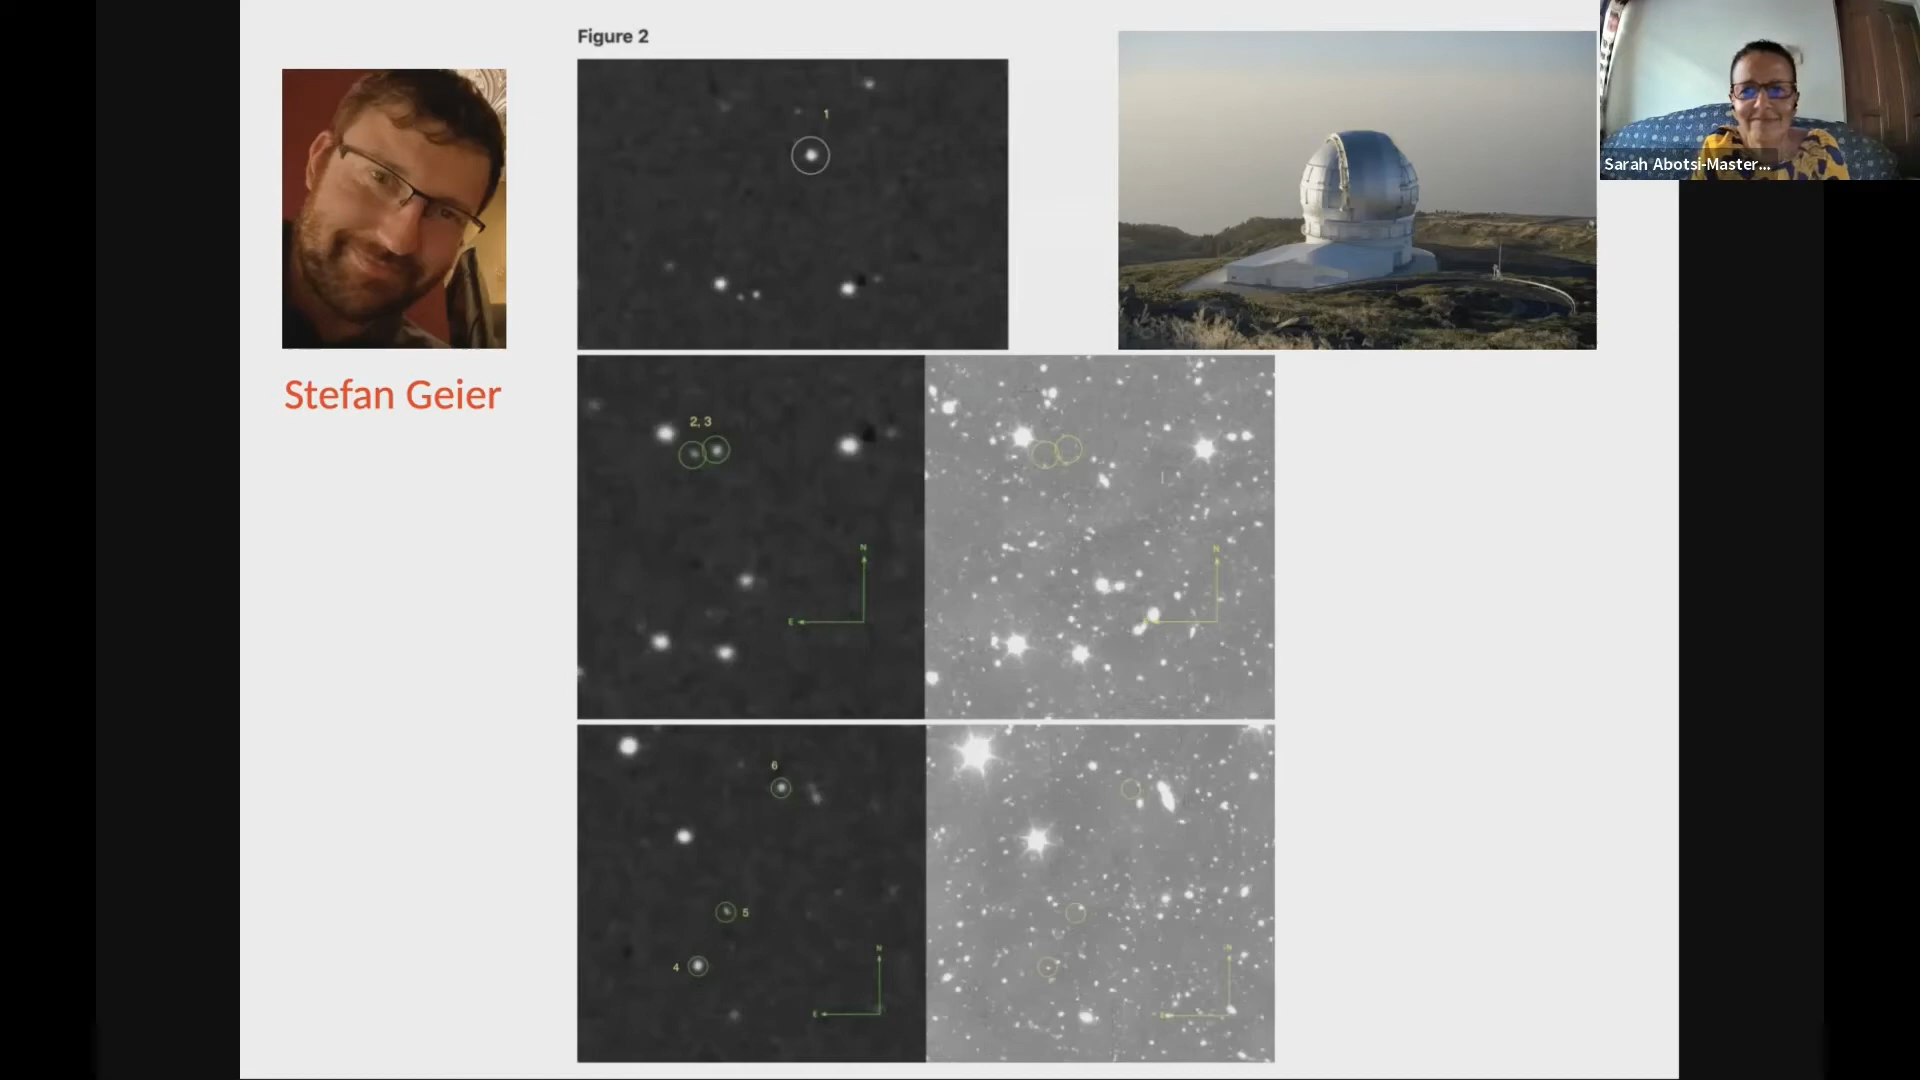 Figure 2
1
Sarah Abotsi-Master...
Stefan Geier
2, 3
N
N
E
6
5
4
N
N
E
E